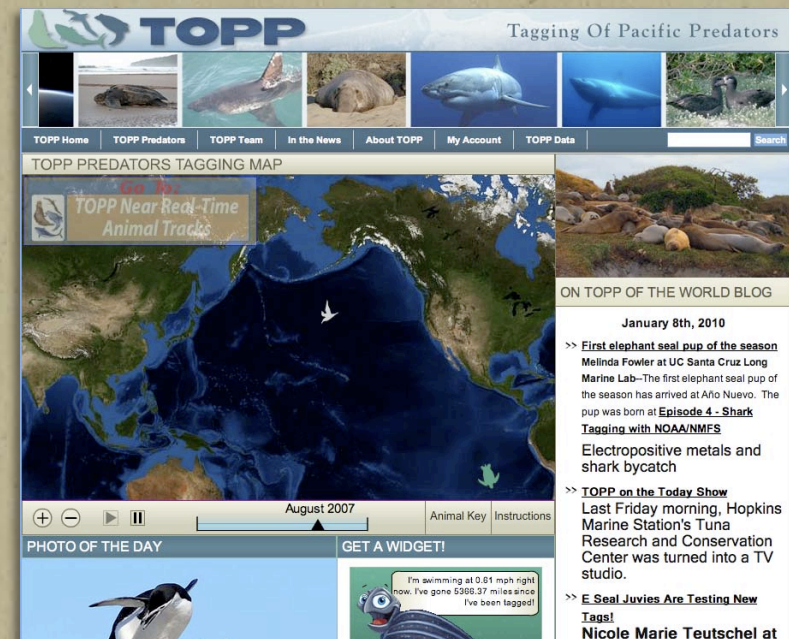 TOPP
Tagging Of Pacific Predators
TOPP Home
TOPP Predators
TOPP Team
In the News
About TOPP
My Account
TOPP Data
Search
TOPP PREDATORS TAGGING MAP
Go To:
TOPP Near Real-Time
Animal Tracks
August 2007
Animal Key
Instructions
PHOTO OF THE DAY
GET A WIDGET!
I'm swimming at 0.61 mph right
now. I've gone 5366.37 miles since
I've been tagged!
ON TOPP OF THE WORLD BLOG
January 8th, 2010
>> First elephant seal pup of the season
Melinda Fowler at UC Santa Cruz Long
Marine Lab--The first elephant seal pup of
the season has arrived at Año Nuevo. The
pup was born at Episode 4 - Shark
Tagging with NOAA/NMFS
Electropositive metals and
shark bycatch
>> TOPP on the Today Show
Last Friday morning, Hopkins
Marine Station's Tuna
Research and Conservation
Center was turned into a TV
studio.
>> E Seal Juvies Are Testing New
Tags!
Nicole Marie Teutschel at